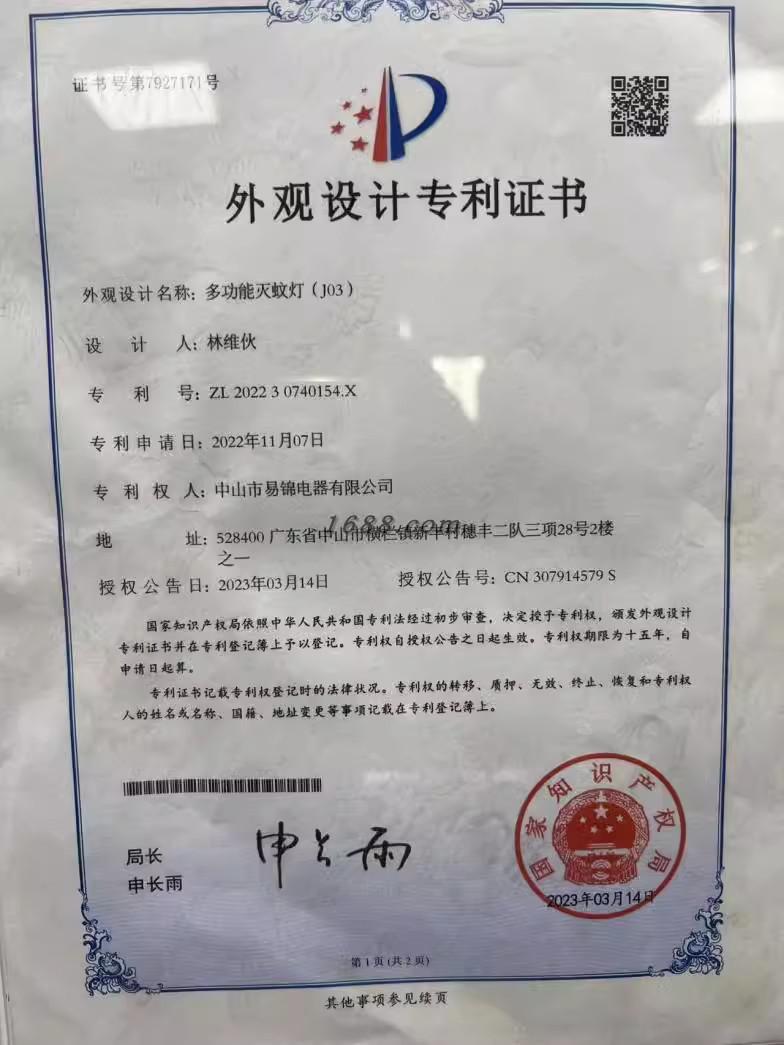 证书号第7927171号
外观设计专利证书
外观设计名称：多功能灭蚊灯（J03）
设计人：林维伙
专利号：ZL 2022 3 0740154.X
专利申请日：2022年11月07日
专利权人：中山市易锦电器有限公司
1688.com
地址：528400 广东省中山市横栏镇新丰村穗丰二队三项28号2楼
之一
授权公告日：2023年03月14日 授权公告号：CN 307914579 S
国家知识产权局依照中华人民共和国专利法经过初步审查，决定授予专利权，颁发外观设计
专利证书并在专利登记簿上予以登记。专利权自授权公告之日起生效。专利权期限为十五年，自
申请日起算。
专利证书记载专利权登记时的法律状况。专利权的转移、质押、无效、终止、恢复和专利权
人的姓名或名称、国籍、地址变更等事项记载在专利登记簿上。
局长
申长雨
申长雨
国家知识产权局
2023年03月14日
第1页(共2页)
其他事项参见续页